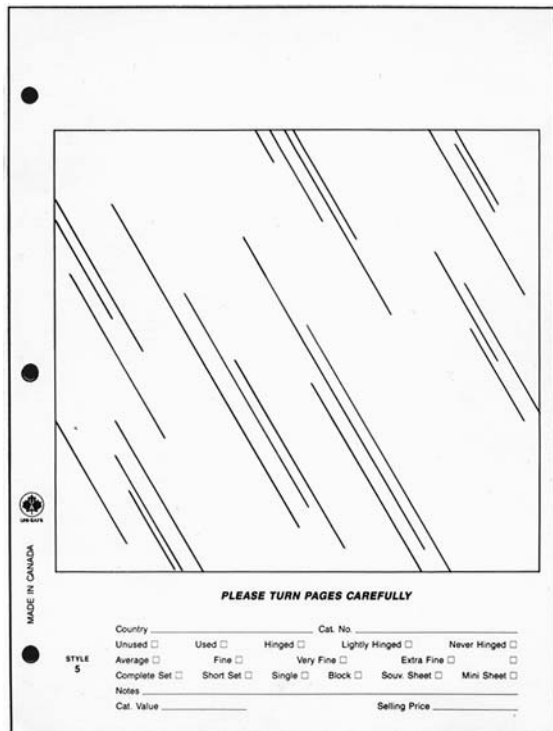 UNI-SAFE
MADE IN CANADA
PLEASE TURN PAGES CAREFULLY
Country Cat. No.
Unused □ Used □ Hinged □ Lightly Hinged □ Never Hinged □
STYLE
5
Average □ Fine □ Very Fine □ Extra Fine □ □
Complete Set □ Short Set □ Single □ Block □ Souv. Sheet □ Mini Sheet □
Notes
Cat. Value Selling Price